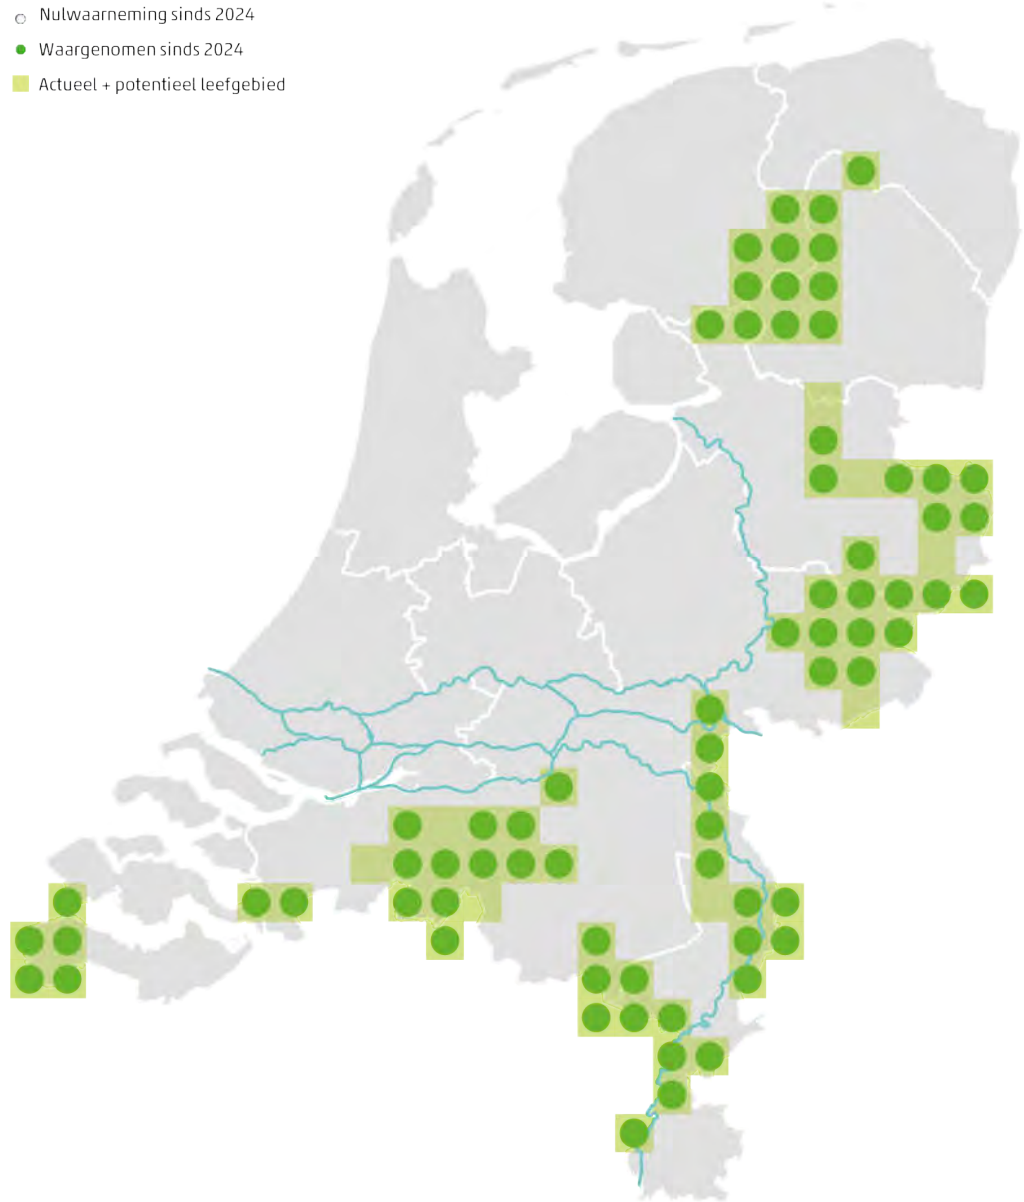 Nulwaarneming sinds 2024
Waargenomen sinds 2024
Actueel + potentieel leefgebied